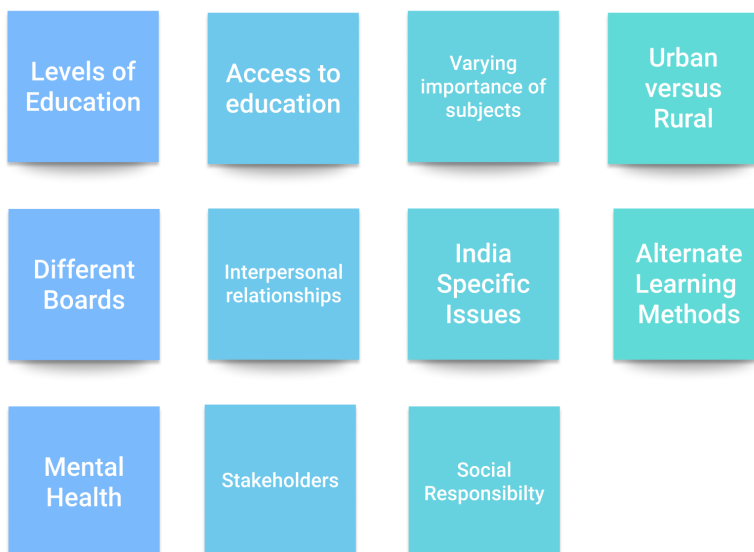 Levels of
Education
Access to
education
Varying
importance of
subjects
Urban
versus
Rural
Different
Boards
Interpersonal
relationships
India
Specific
Issues
Alternate
Learning
Methods
Mental
Health
Stakeholders
Social
Responsibilty